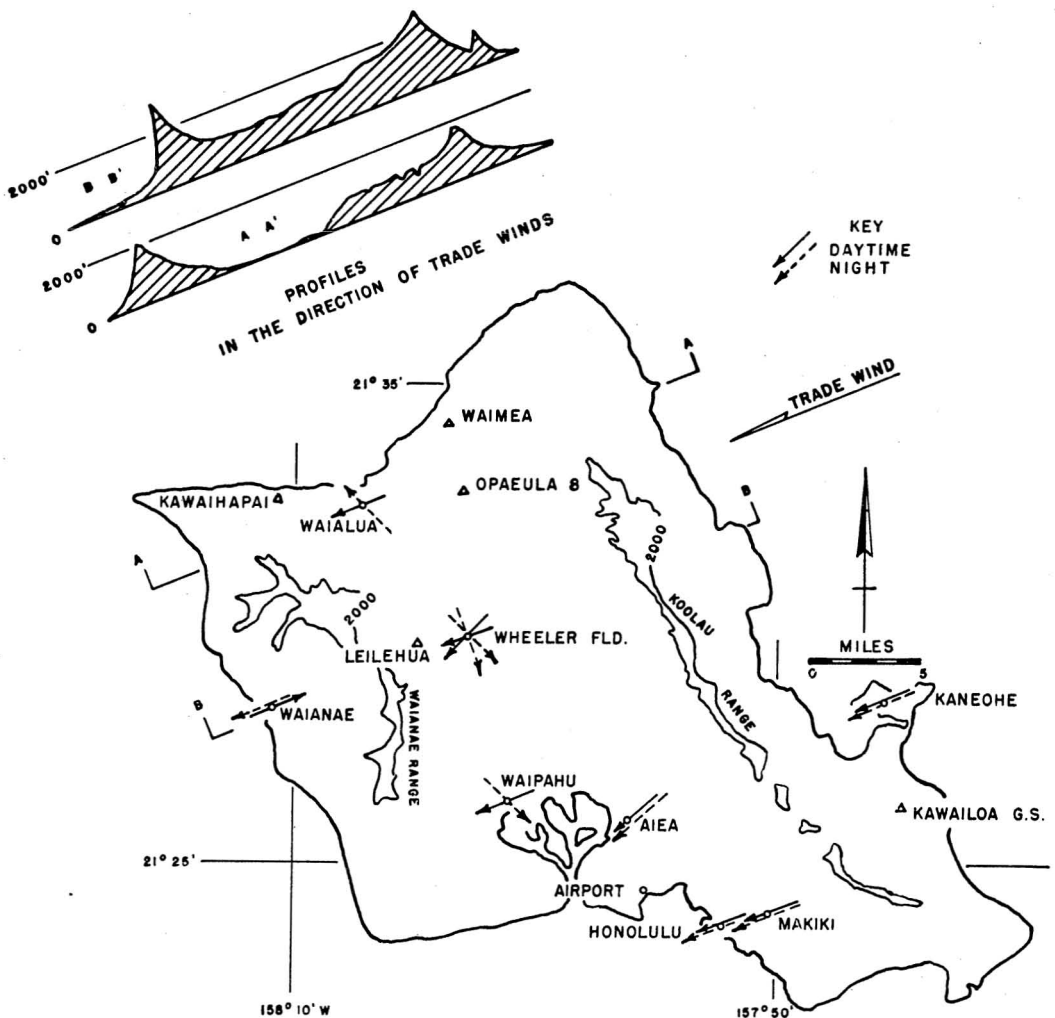 2000'
B B'
0
2000'
A A'
0
PROFILES
IN THE DIRECTION OF TRADE WINDS
KEY
DAYTIME
NIGHT
A
TRADE WIND
21° 35'
WAIMEA
OPAEULA 8
B
KAWAIHAPAI
WAIALUA
2000
A
KOOLAU
RANGE
2000
LEILEHUA
WHEELER FLD.
MILES
0 5
KANEOHE
B
WAIANAE
WAIANAE RANGE
WAIPAHU
AIEA
KAWAILOA G.S.
21° 25'
AIRPORT
HONOLULU
MAKIKI
158° 10' W
157° 50'